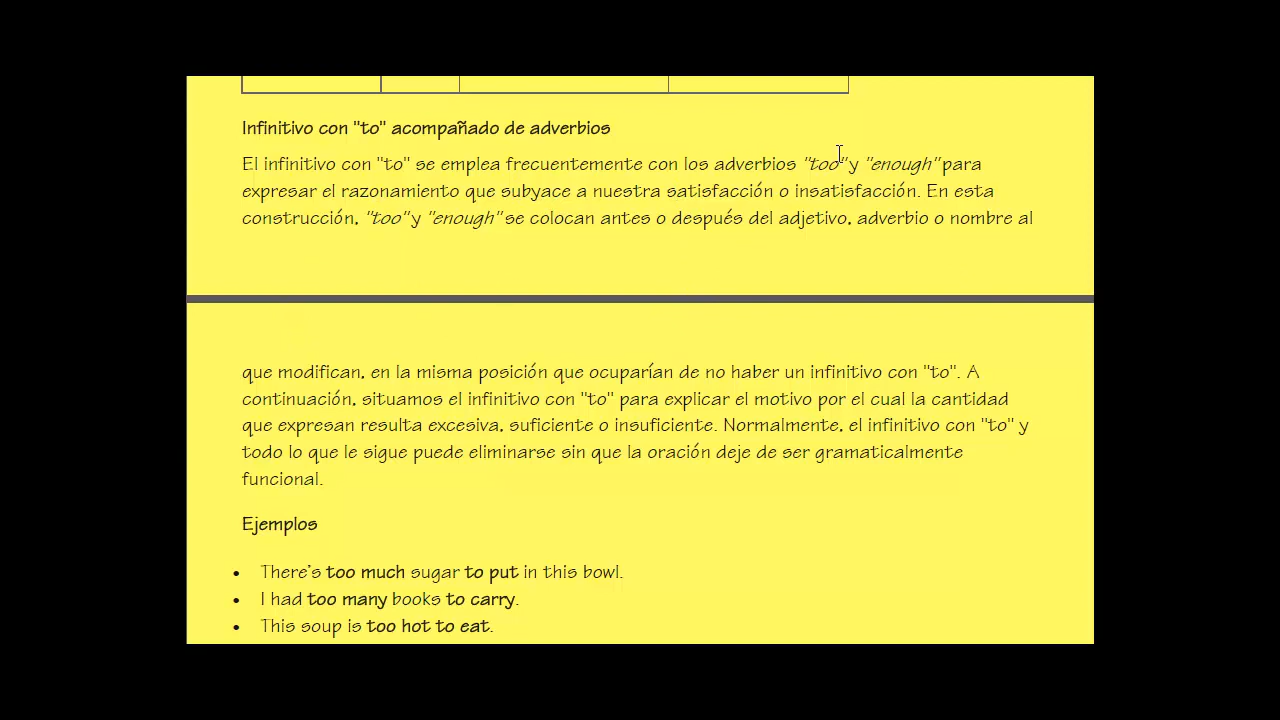 Infinitivo con "to" acompañado de adverbios
El infinitivo con "to" se emplea frecuentemente con los adverbios "too" y "enough" para
expresar el razonamiento que subyace a nuestra satisfacción o insatisfacción. En esta
construcción, "too" y "enough" se colocan antes o después del adjetivo, adverbio o nombre al
que modifican, en la misma posición que ocuparían de no haber un infinitivo con "to". A
continuación, situamos el infinitivo con "to" para explicar el motivo por el cual la cantidad
que expresan resulta excesiva, suficiente o insuficiente. Normalmente, el infinitivo con "to" y
todo lo que le sigue puede eliminarse sin que la oración deje de ser gramaticalmente
funcional.
Ejemplos
• There's too much sugar to put in this bowl.
• I had too many books to carry.
• This soup is too hot to eat.